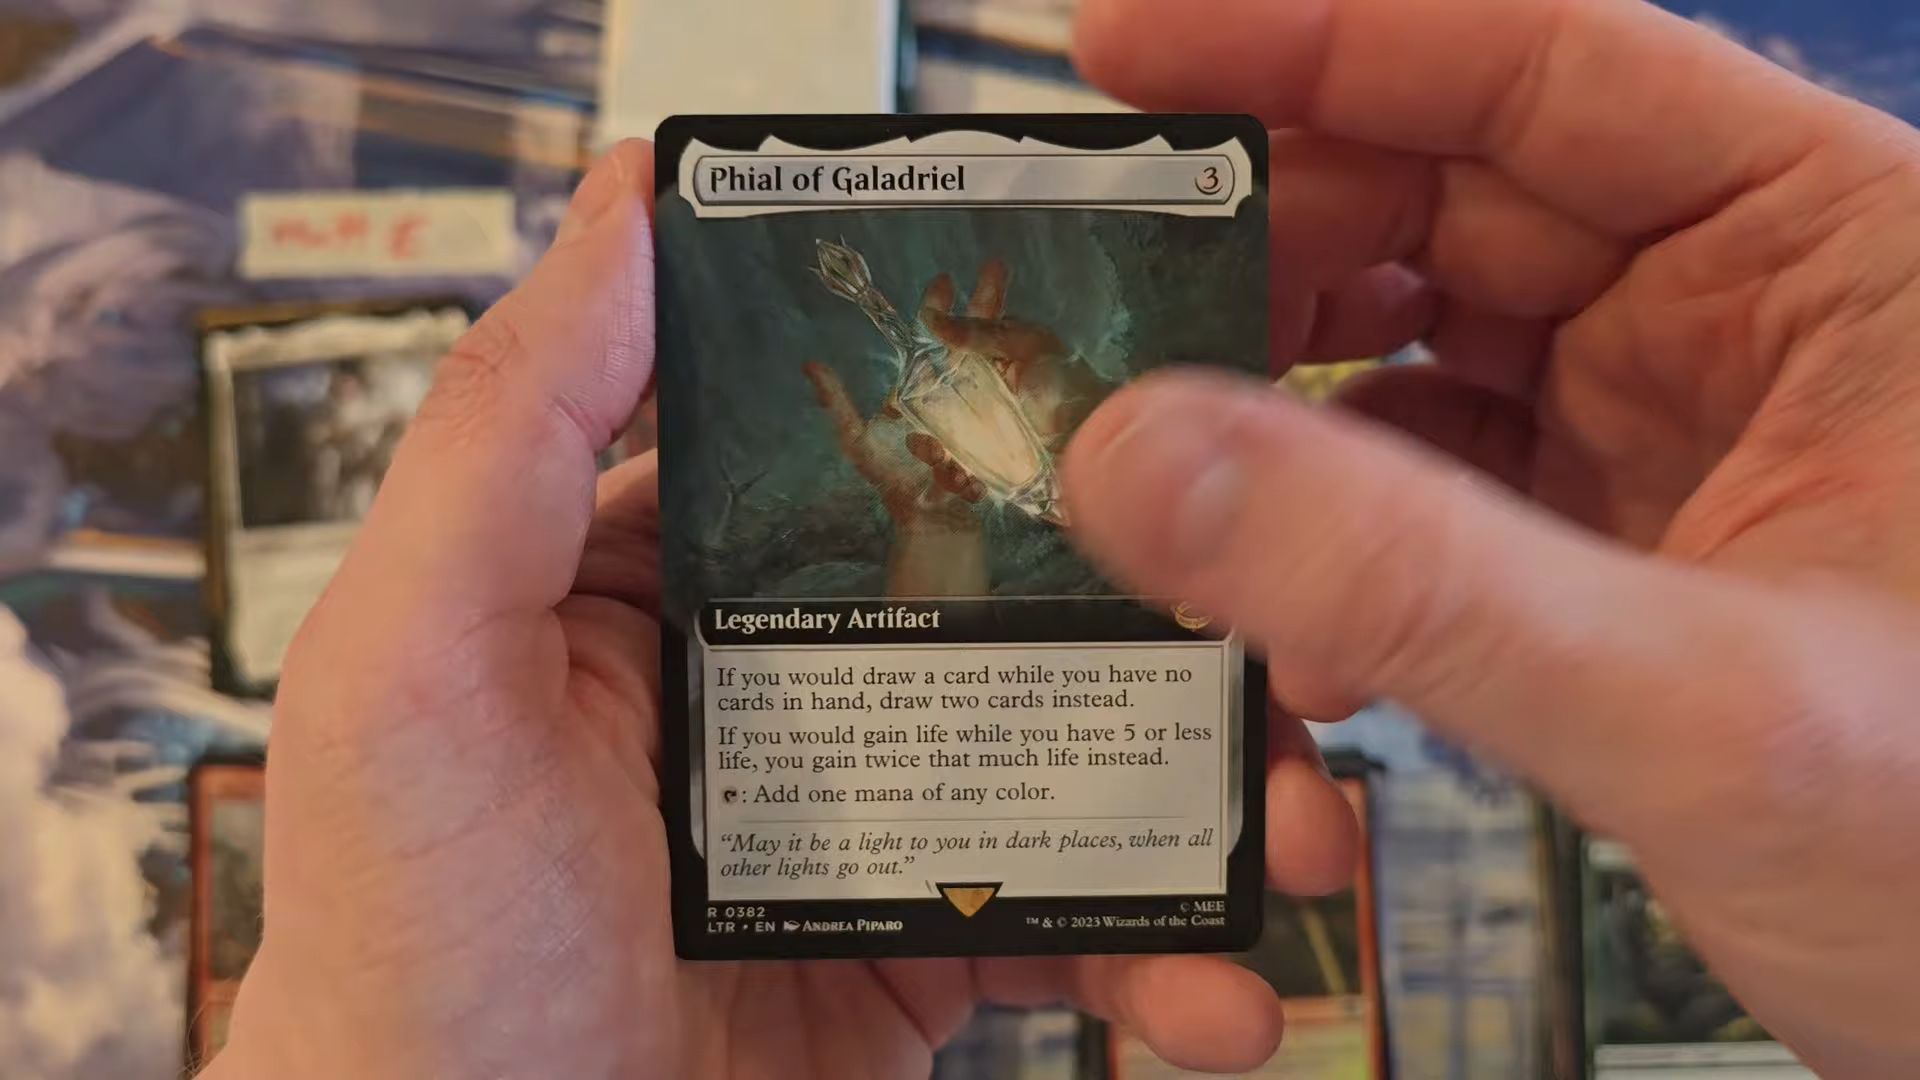 Phial of Galadriel 3
Legendary Artifact
If you would draw a card while you have no
cards in hand, draw two cards instead.
If you would gain life while you have 5 or less
life, you gain twice that much life instead.
: Add one mana of any color.
“May it be a light to you in dark places, when all
other lights go out.”
R 0382
LTR • EN ANDREA PIPARO
© MEE
™ & © 2023 Wizards of the Coast